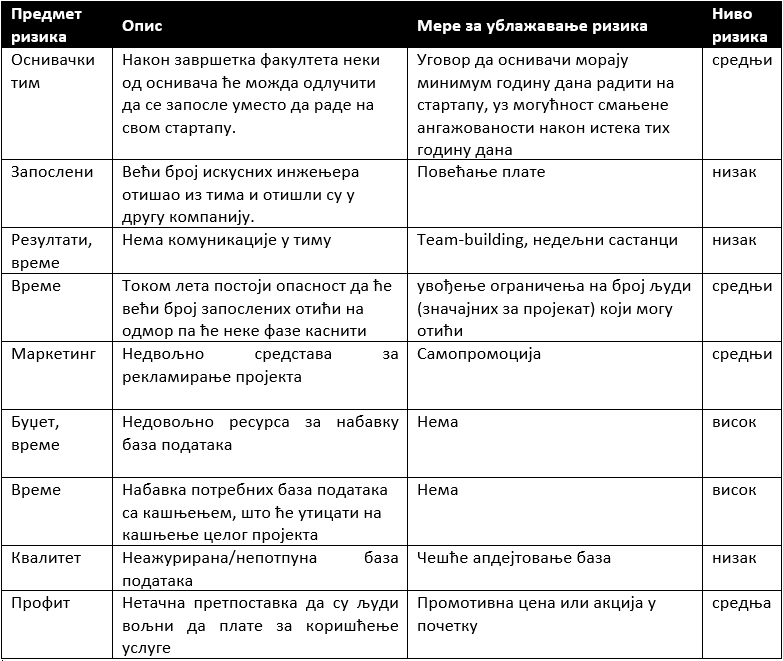 Предмет ризика
Опис
Мере за ублажавање ризика
Ниво ризика
Оснивачки тим
Након завршетка факултета неки
од оснивача ће можда одлучити
да се запосле уместо да раде на
свом стартапу.
Уговор да оснивачи морају
минимум годину дана радити на
стартапу, уз могућност смањене
ангажованости након истека тих
годину дана
средњи
Запослени
Већи број искусних инжењера
отишао из тима и отишли су у
другу компанију.
Повећање плате
низак
Резултати,
време
Нема комуникације у тиму
Team-building, недељни састанци
низак
Време
Током лета постоји опасност да ће
већи број запослених отићи на
одмор па ће неке фазе каснити
увођење ограничења на број људи
(значајних за пројекат) који могу
отићи
средњи
Маркетинг
Недвољно средстава за
рекламирање пројекта
Самопромоција
средњи
Буџет,
време
Недовољно ресурса за набавку
база података
Нема
висок
Време
Набавка потребних база података
са кашњењем, што ће утицати на
кашњење целог пројекта
Нема
висок
Квалитет
Неажурирана/непотпуна база
података
Чешће апдејтовање база
низак
Профит
Нетачна претпоставка да су људи
вољни да плате за коришћење
услуге
Промотивна цена или акција у
почетку
средња